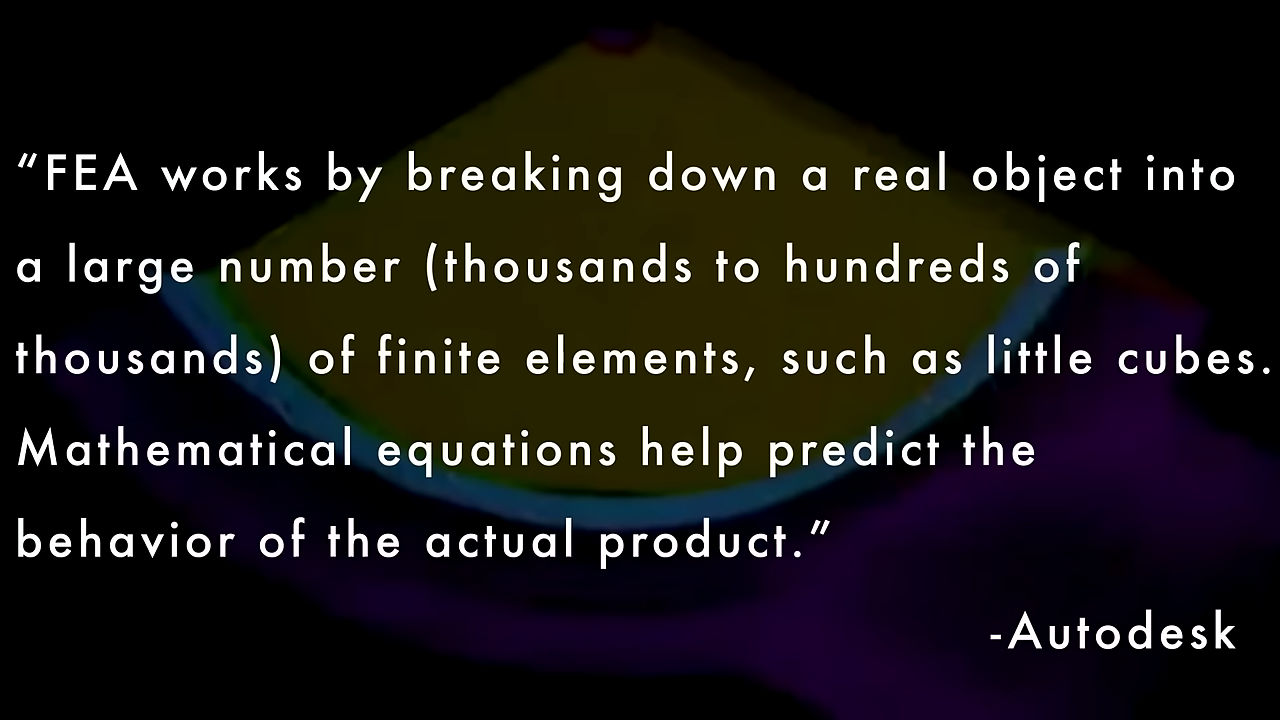 “FEA works by breaking down a real object into
a large number (thousands to hundreds of
thousands) of finite elements, such as little cubes.
Mathematical equations help predict the
behavior of the actual product.”
-Autodesk